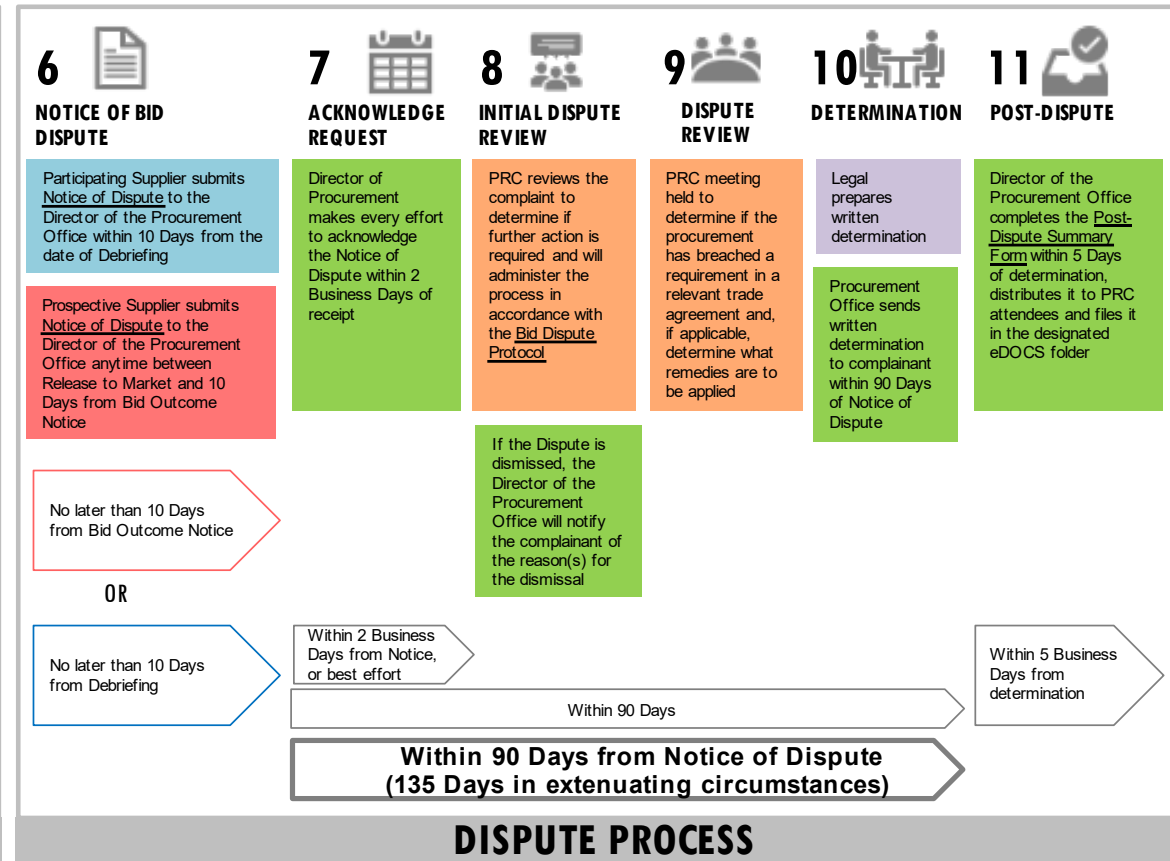 6
NOTICE OF BID
DISPUTE
Participating Supplier submits
Notice of Dispute to the
Director of the Procurement
Office within 10 Days from the
date of Debriefing
Prospective Supplier submits
Notice of Dispute to the
Director of the Procurement
Office anytime between
Release to Market and 10
Days from Bid Outcome
Notice
No later than 10 Days
from Bid Outcome Notice
OR
No later than 10 Days
from Debriefing
7
ACKNOWLEDGE
REQUEST
Director of
Procurement
makes every effort
to acknowledge
the Notice of
Dispute within 2
Business Days of
receipt
8
INITIAL DISPUTE
REVIEW
PRC reviews the
complaint to
determine if
further action is
required and will
administer the
process in
accordance with
the Bid Dispute
Protocol
If the Dispute is
dismissed, the
Director of the
Procurement
Office will notify
the complainant of
the reason(s) for
the dismissal
9
DISPUTE
REVIEW
PRC meeting
held to
determine if the
procurement
has breached a
requirement in a
relevant trade
agreement and,
if applicable,
determine what
remedies are to
be applied
10
DETERMINATION
Legal
prepares
written
determination
Procurement
Office sends
written
determination
to complainant
within 90 Days
of Notice of
Dispute
11
POST-DISPUTE
Director of the
Procurement Office
completes the Post-
Dispute Summary
Form within 5 Days
of determination,
distributes it to PRC
attendees and files it
in the designated
eDOCS folder
Within 2 Business
Days from Notice,
or best effort
Within 90 Days
Within 90 Days from Notice of Dispute
(135 Days in extenuating circumstances)
Within 5 Business
Days from
determination
DISPUTE PROCESS